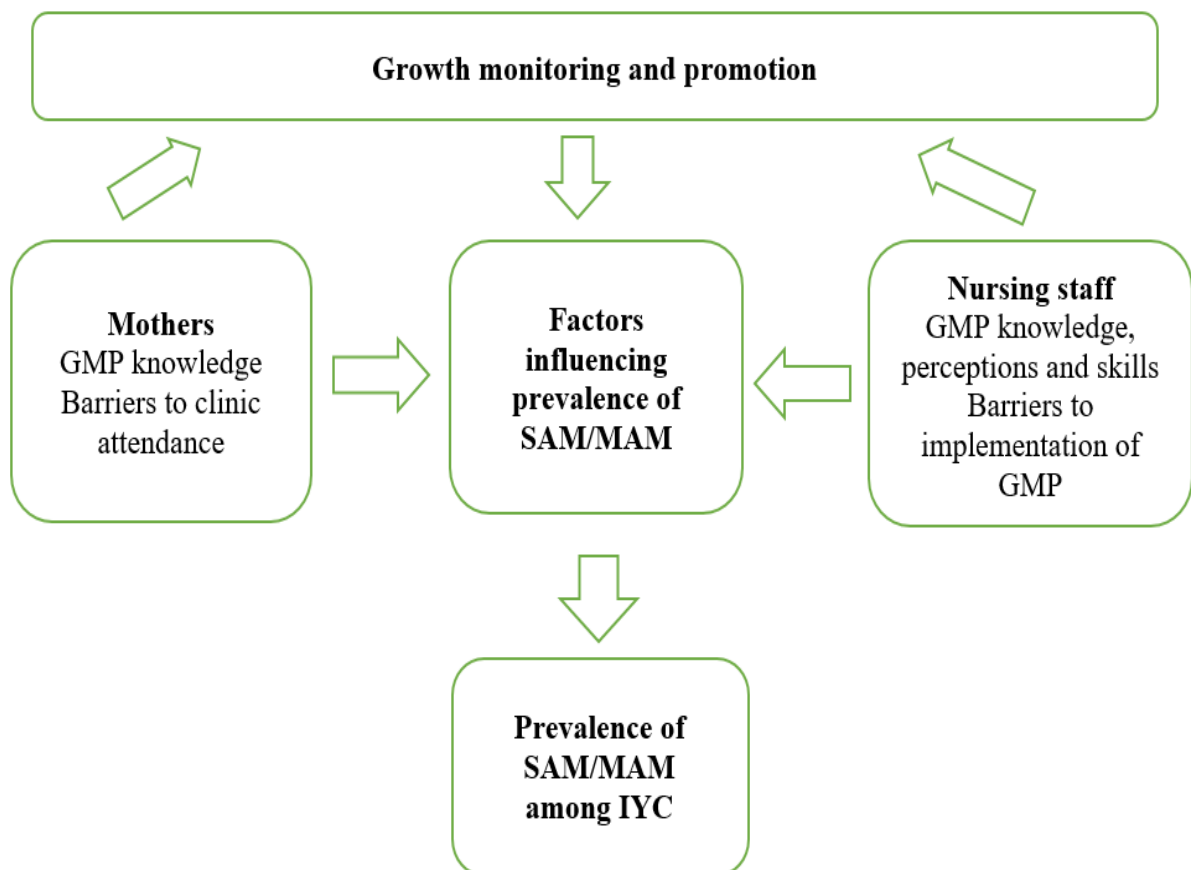 Growth monitoring and promotion
Mothers
GMP knowledge
Barriers to clinic
attendance
Factors
influencing
prevalence of
SAM/MAM
Nursing staff
GMP knowledge,
perceptions and skills
Barriers to
implementation of
GMP
Prevalence of
SAM/MAM
among IYC